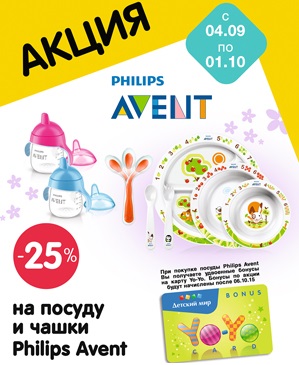 АКЦИЯ
С
04.09
ПО
01.10
PHILIPS
AVENT
-25%
При покупке посуды Philips Avent
Вы получаете удвоенные бонусы
на карту Yo-Yo. Бонусы по акции
будут начислены после 06.10.15
на посуду
и чашки
Philips Avent
Детский мир
BONUS
YOYO
CARD